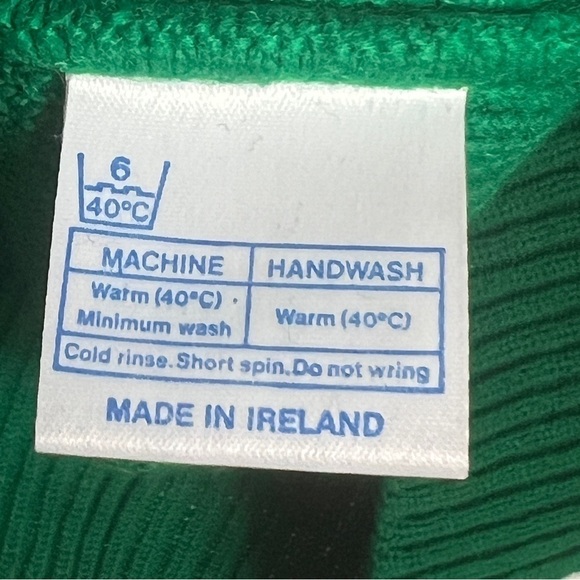 6
40°C
MACHINE HANDWASH
Warm (40°C)
Minimum wash
Warm (40°C)
Cold rinse. Short spin. Do not wring
MADE IN IRELAND